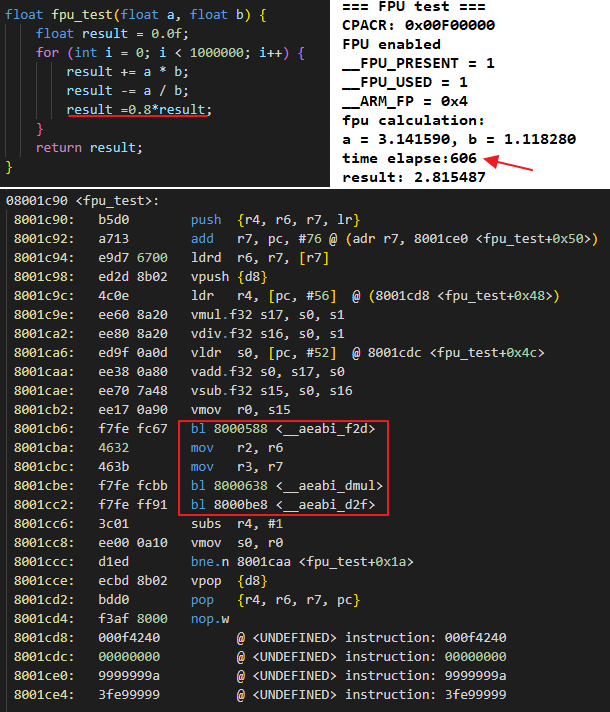 float fpu_test(float a, float b) {
    float result = 0.0f;
    for (int i = 0; i < 1000000; i++) {
        result += a * b;
        result -= a / b;
        result =0.8*result;
    }
    return result;
}
=== FPU test ===
CPACR: 0x00F00000
FPU enabled
__FPU_PRESENT = 1
__FPU_USED = 1
__ARM_FP = 0x4
fpu calculation:
a = 3.141590, b = 1.118280
time elapse:606
result: 2.815487
08001c90 <fpu_test>:
8001c90: b5d0 push {r4, r6, r7, lr}
8001c92: a713 add r7, pc, #76 @ (adr r7, 8001ce0 <fpu_test+0x50>)
8001c94: e9d7 6700 ldrd r6, r7, [r7]
8001c98: ed2d 8b02 vpush {d8}
8001c9c: 4c0e ldr r4, [pc, #56] @ (8001cd8 <fpu_test+0x48>)
8001c9e: ee60 8a20 vmul.f32 s17, s0, s1
8001ca2: ee80 8a20 vdiv.f32 s16, s0, s1
8001ca6: ed9f 0a0d vldr s0, [pc, #52] @ 8001cdc <fpu_test+0x4c>
8001caa: ee38 0a80 vadd.f32 s0, s17, s0
8001cae: ee70 7a48 vsub.f32 s15, s0, s16
8001cb2: ee17 0a90 vmov r0, s15
8001cb6: f7fe fc67 bl 8000588 <__aeabi_f2d>
8001cba: 4632 mov r2, r6
8001cbc: 463b mov r3, r7
8001cbe: f7fe fcbb bl 8000638 <__aeabi_dmul>
8001cc2: f7fe ff91 bl 8000be8 <__aeabi_d2f>
8001cc6: 3c01 subs r4, #1
8001cc8: ee00 0a10 vmov s0, r0
8001ccc: d1ed bne.n 8001caa <fpu_test+0x1a>
8001cce: ecbd 8b02 vpop {d8}
8001cd2: bdd0 pop {r4, r6, r7, pc}
8001cd4: f3af 8000 nop.w
8001cd8: 000f4240 @ <UNDEFINED> instruction: 000f4240
8001cdc: 00000000 @ <UNDEFINED> instruction: 00000000
8001ce0: 9999999a @ <UNDEFINED> instruction: 9999999a
8001ce4: 3fe99999 @ <UNDEFINED> instruction: 3fe99999